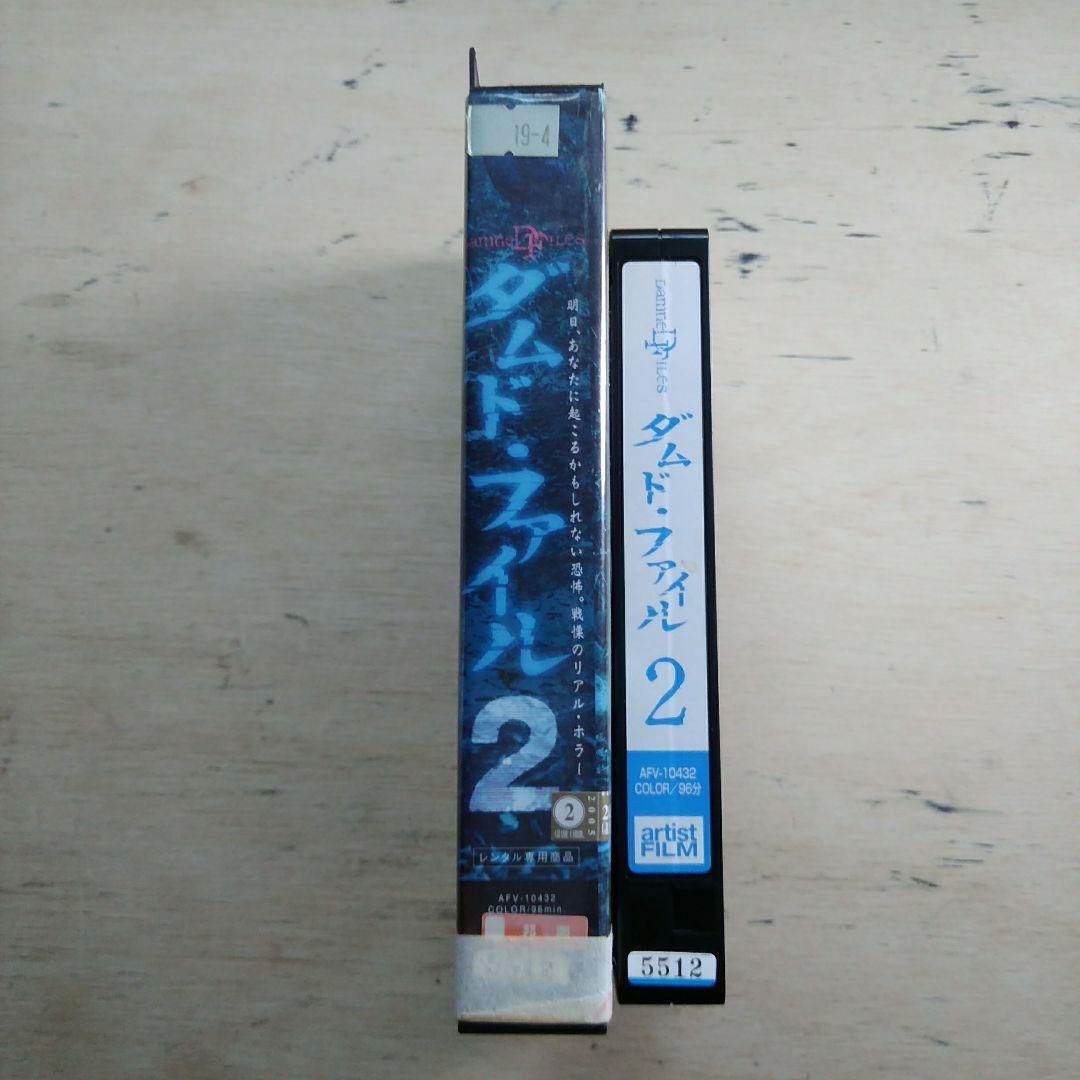 19-4
Damned Files
DF
ダムド・ファイル
2
明日、あなたに起こるかもしれない恐怖。戦慄のリアル・ホラー
2
2005
レンタル専用商品
AFV-10432
COLOR/96min
Damned Files
DF
ダムド・ファイル
2
AFV-10432
COLOR/96分
artist
FILM
5512